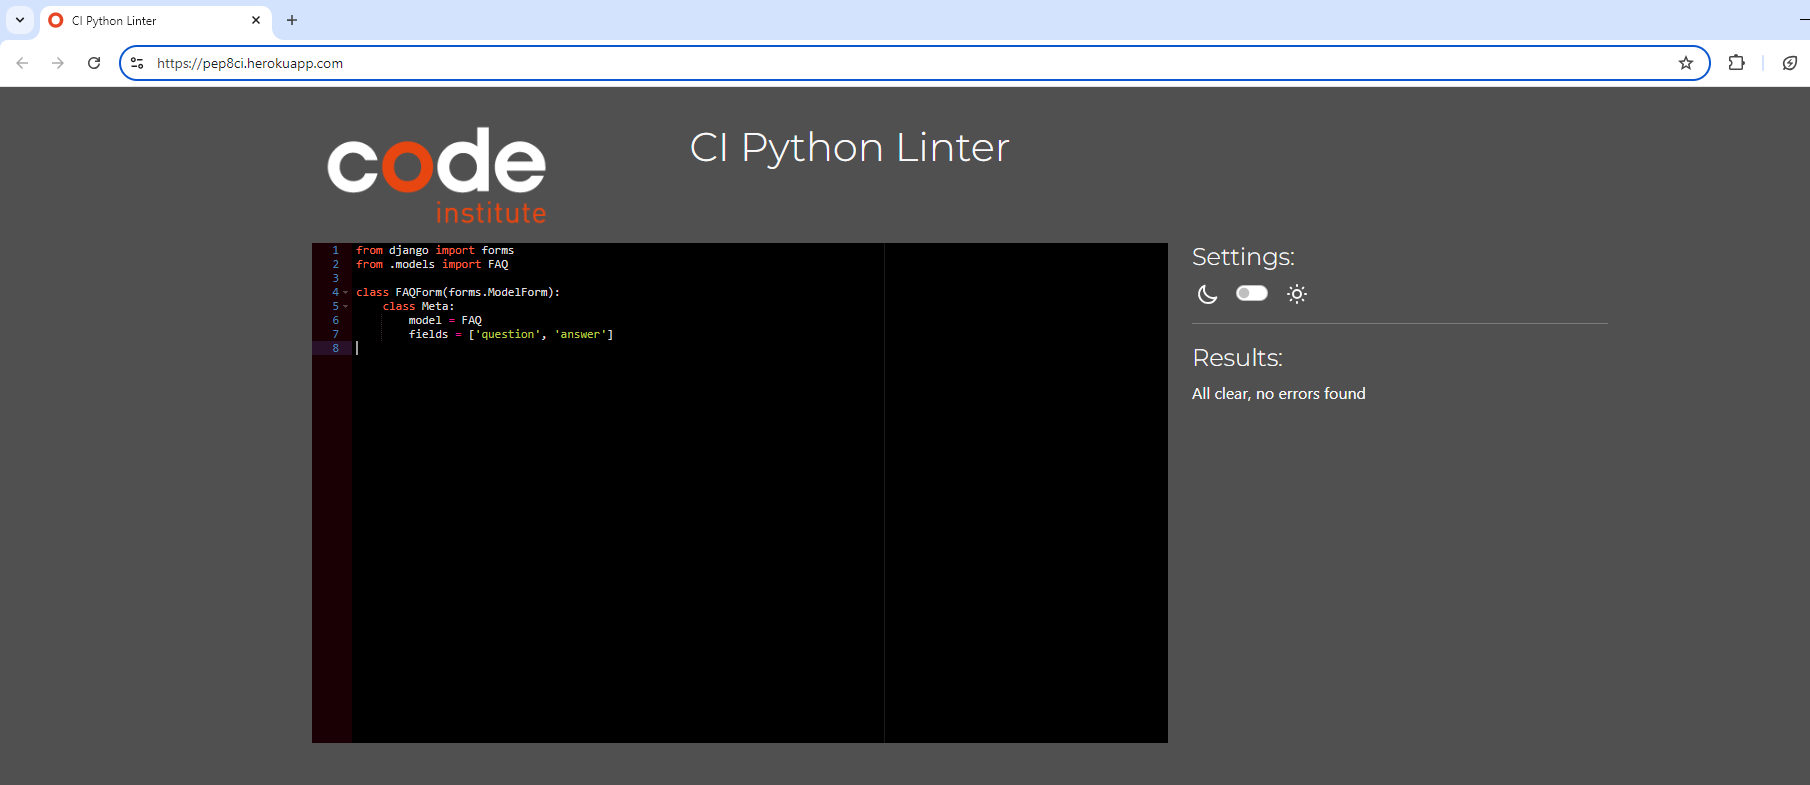 CI Python Linter
https://pep8ci.herokuapp.com
code
institute
CI Python Linter
1 from django import forms
2 from .models import FAQ
3
4 class FAQForm(forms.ModelForm):
5     class Meta:
6         model = FAQ
7         fields = ['question', 'answer']
8
Settings:
Results:
All clear, no errors found